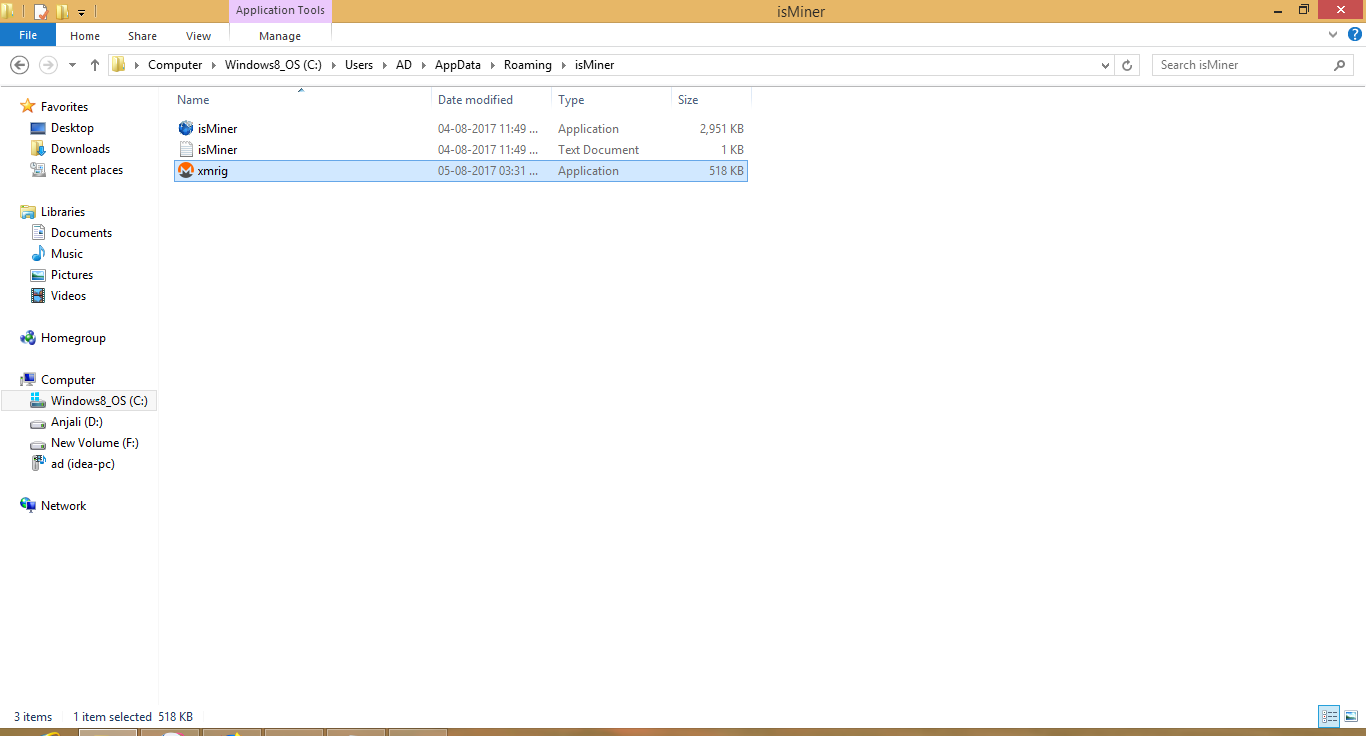 Application Tools
isMiner
File Home Share View Manage
Computer Windows8_OS (C:) Users AD AppData Roaming isMiner
Search isMiner
Name Date modified Type Size
isMiner 04-08-2017 11:49 ... Application 2,951 KB
isMiner 04-08-2017 11:49 ... Text Document 1 KB
xmrig 05-08-2017 03:31 ... Application 518 KB
Favorites
Desktop
Downloads
Recent places
Libraries
Documents
Music
Pictures
Videos
Homegroup
Computer
Windows8_OS (C:)
Anjali (D:)
New Volume (F:)
ad (idea-pc)
Network
3 items 1 item selected 518 KB